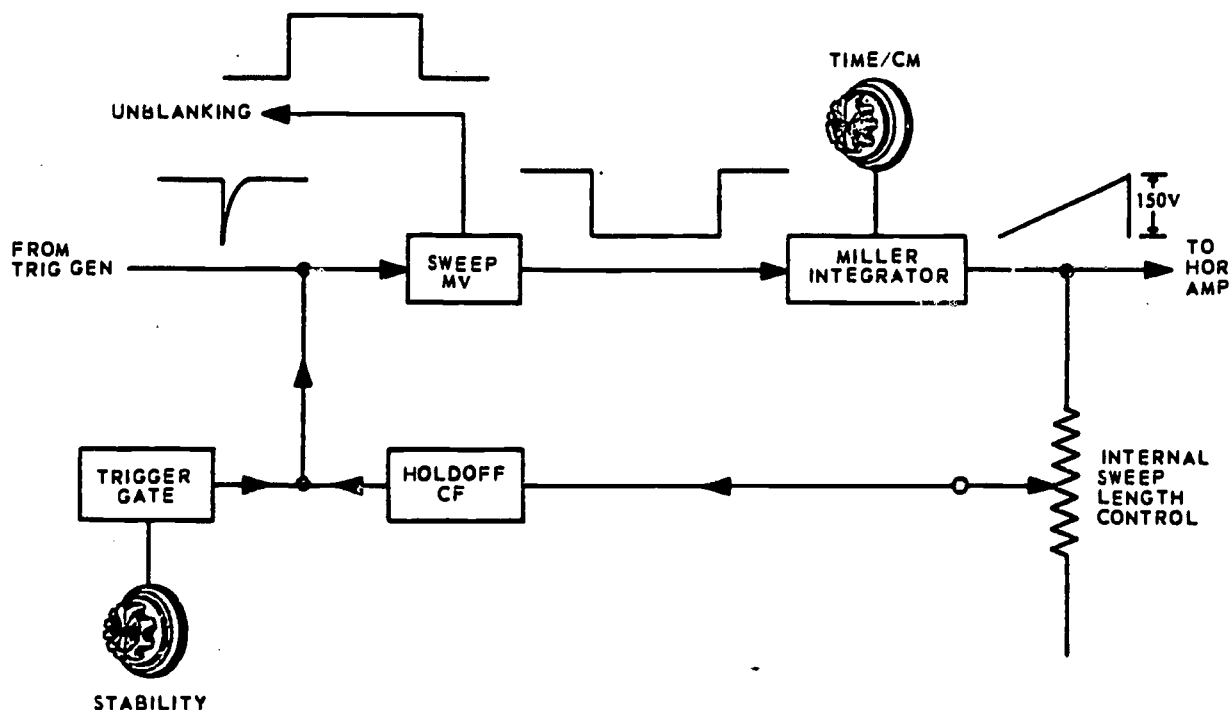 TIME/CM
UNBLANKING
150V
FROM
TRIG GEN
SWEEP
MV
MILLER
INTEGRATOR
TO
HOR
AMP
TRIGGER
GATE
HOLDOFF
CF
INTERNAL
SWEEP
LENGTH
CONTROL
STABILITY